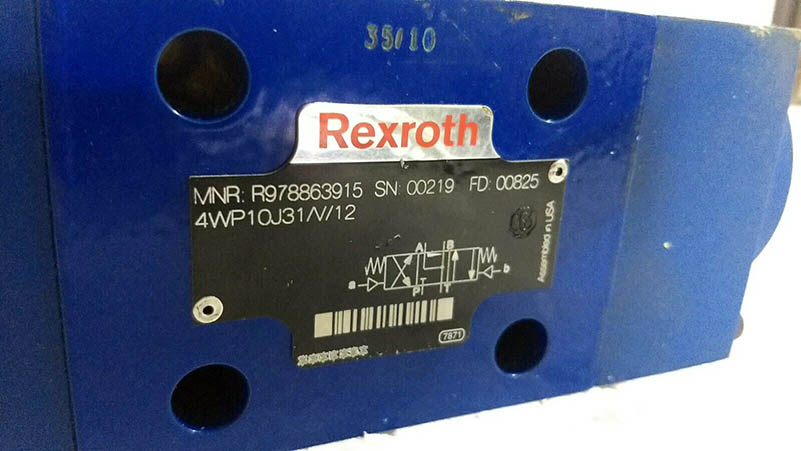 35/10
Rexroth
MNR: R978863915 SN: 00219 FD: 00825
4WP10J31/V/12
Assembled in USA
A B
a b
P T
7871